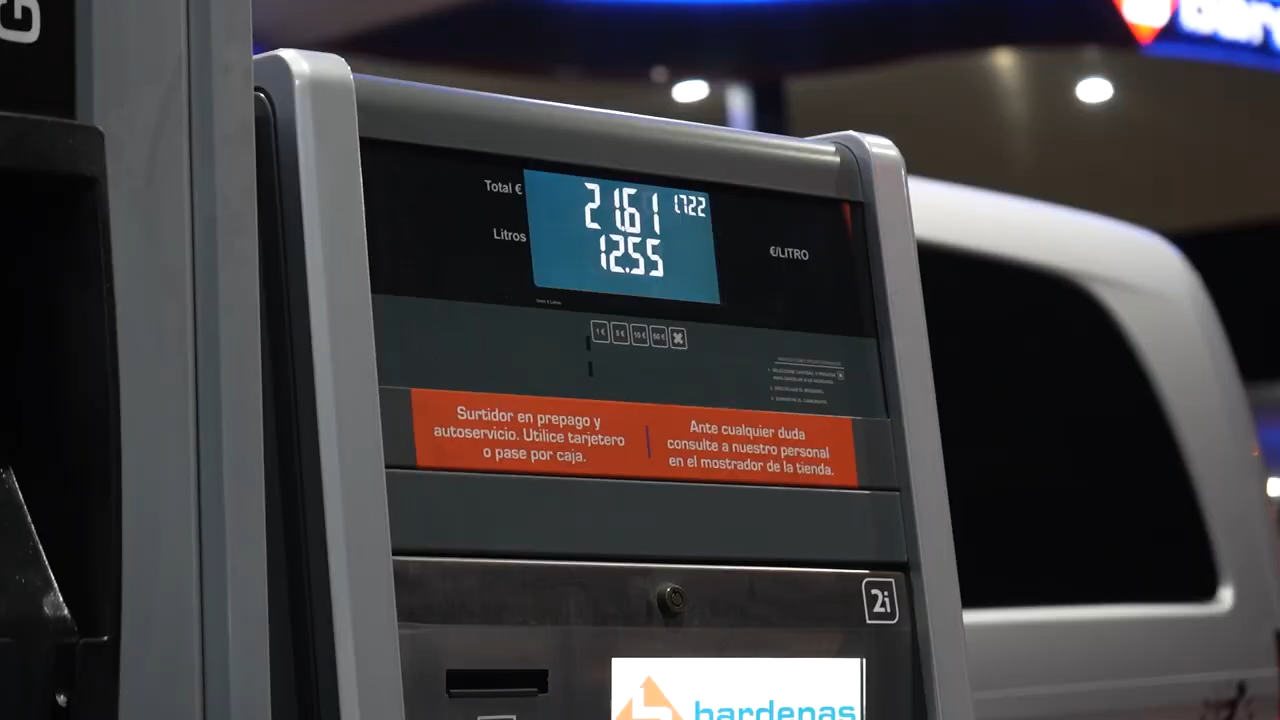 G
Total €
21.61
1.722
Litros
12.55
€/LITRO
1 € 5 € 10 € 50 €
Surtidor en prepago y
autoservicio. Utilice tarjetero
o pase por caja.
Ante cualquier duda
consulte a nuestro personal
en el mostrador de la tienda.
2i
bardenas